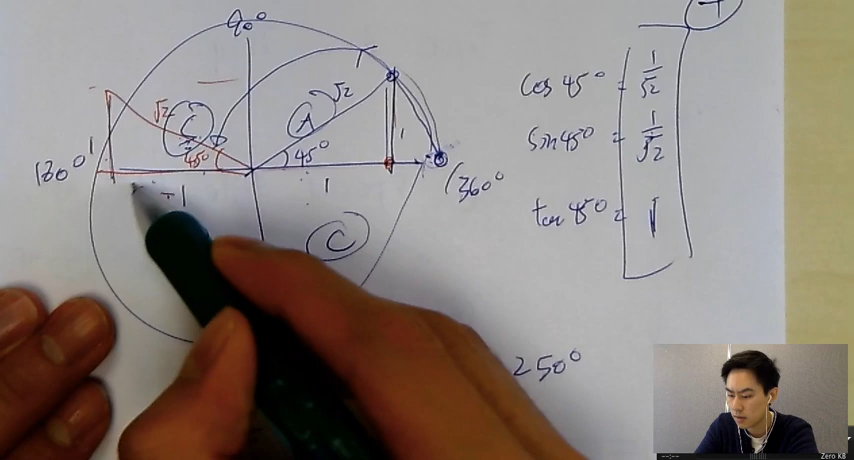 90°
√2
A
√2
1
180°
1
45°
45°
-1
1
360°
C
cos 45° = 1/√2
sin 45° = 1/√2
tan 45° = 1
250°
Zero KB